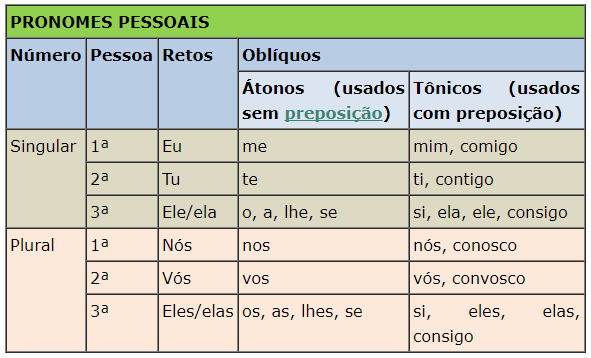 PRONOMES PESSOAIS
Número Pessoa Retos Oblíquos
Átonos (usados sem preposição) Tônicos (usados com preposição)
Singular 1ª Eu me mim, comigo
2ª Tu te ti, contigo
3ª Ele/ela o, a, lhe, se si, ela, ele, consigo
Plural 1ª Nós nos nós, conosco
2ª Vós vos vós, convosco
3ª Eles/elas os, as, lhes, se si, eles, elas, consigo